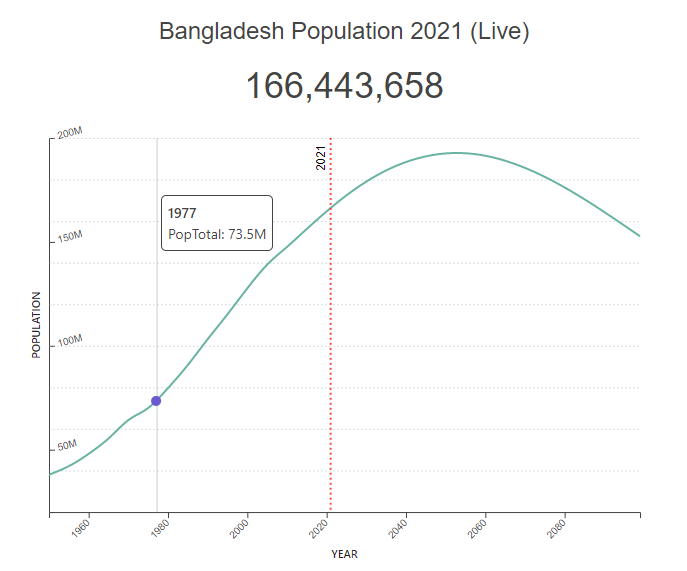 Bangladesh Population 2021 (Live)
166,443,658
200M
2021
1977
PopTotal: 73.5M
150M
POPULATION
100M
50M
1960 1980 2000 2020 2040 2060 2080
YEAR